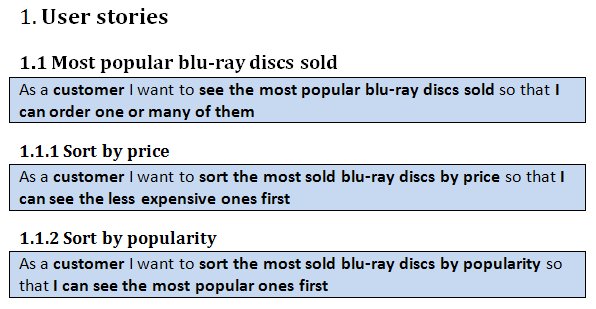 1. User stories
1.1 Most popular blu-ray discs sold
As a customer I want to see the most popular blu-ray discs sold so that I
can order one or many of them
1.1.1 Sort by price
As a customer I want to sort the most sold blu-ray discs by price so that I
can see the less expensive ones first
1.1.2 Sort by popularity
As a customer I want to sort the most sold blu-ray discs by popularity so
that I can see the most popular ones first